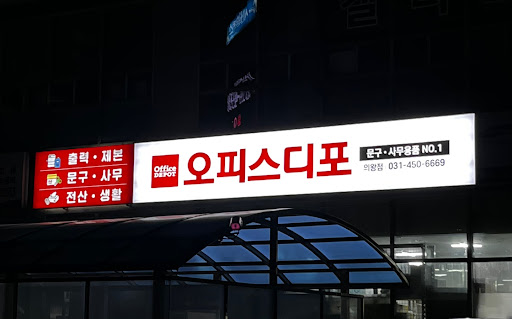 출력·제본
문구·사무
전산·생활
Office
DEPOT
오피스디포
문구·사무용품 NO.1
의왕점 031-450-6669